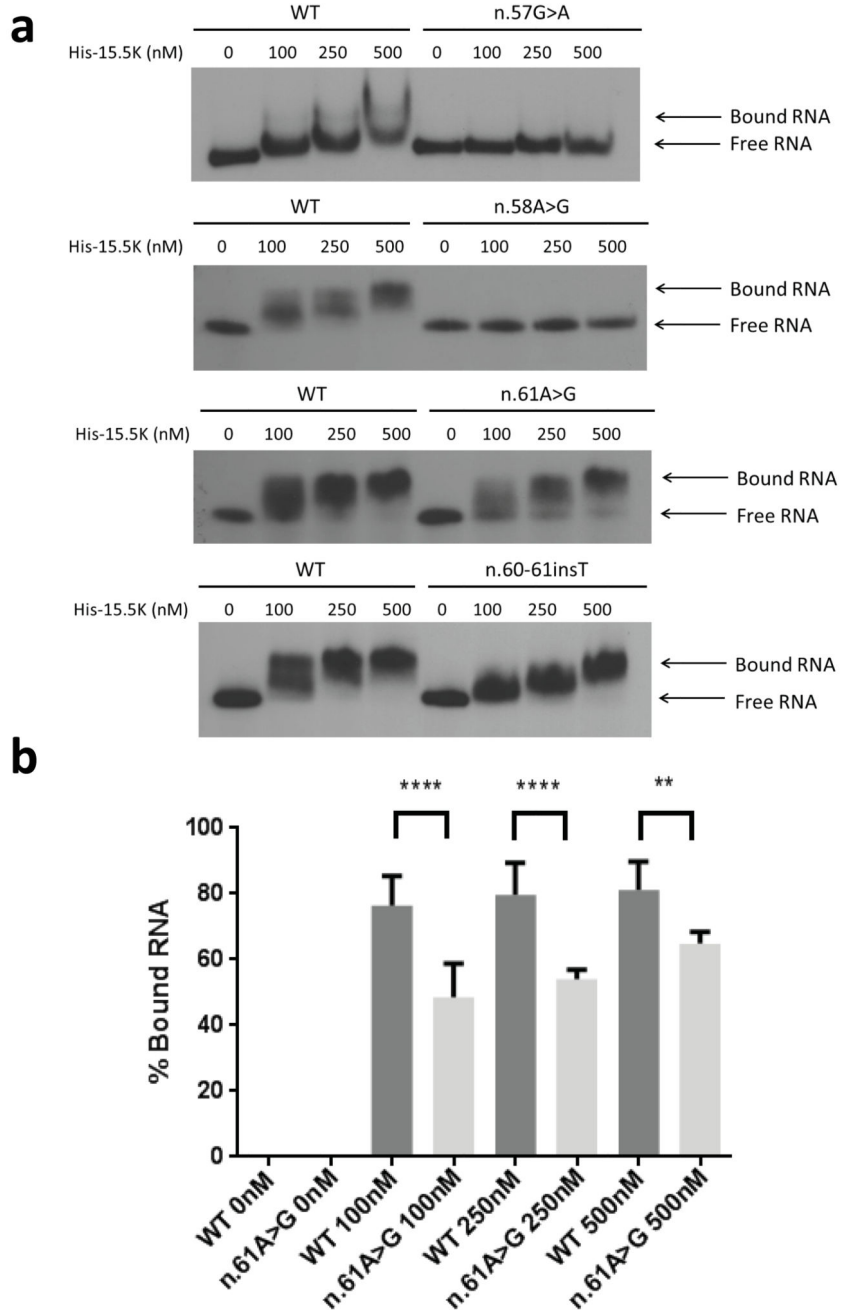 a
WT n.57G>A
His-15.5K (nM) 0 100 250 500 0 100 250 500
Bound RNA
Free RNA
WT n.58A>G
His-15.5K (nM) 0 100 250 500 0 100 250 500
Bound RNA
Free RNA
WT n.61A>G
His-15.5K (nM) 0 100 250 500 0 100 250 500
Bound RNA
Free RNA
WT n.60-61insT
His-15.5K (nM) 0 100 250 500 0 100 250 500
Bound RNA
Free RNA
b
**** **** **
% Bound RNA
100
80
60
40
20
0
WT 0nM
n.61A>G 0nM
WT 100nM
n.61A>G 100nM
WT 250nM
n.61A>G 250nM
WT 500nM
n.61A>G 500nM